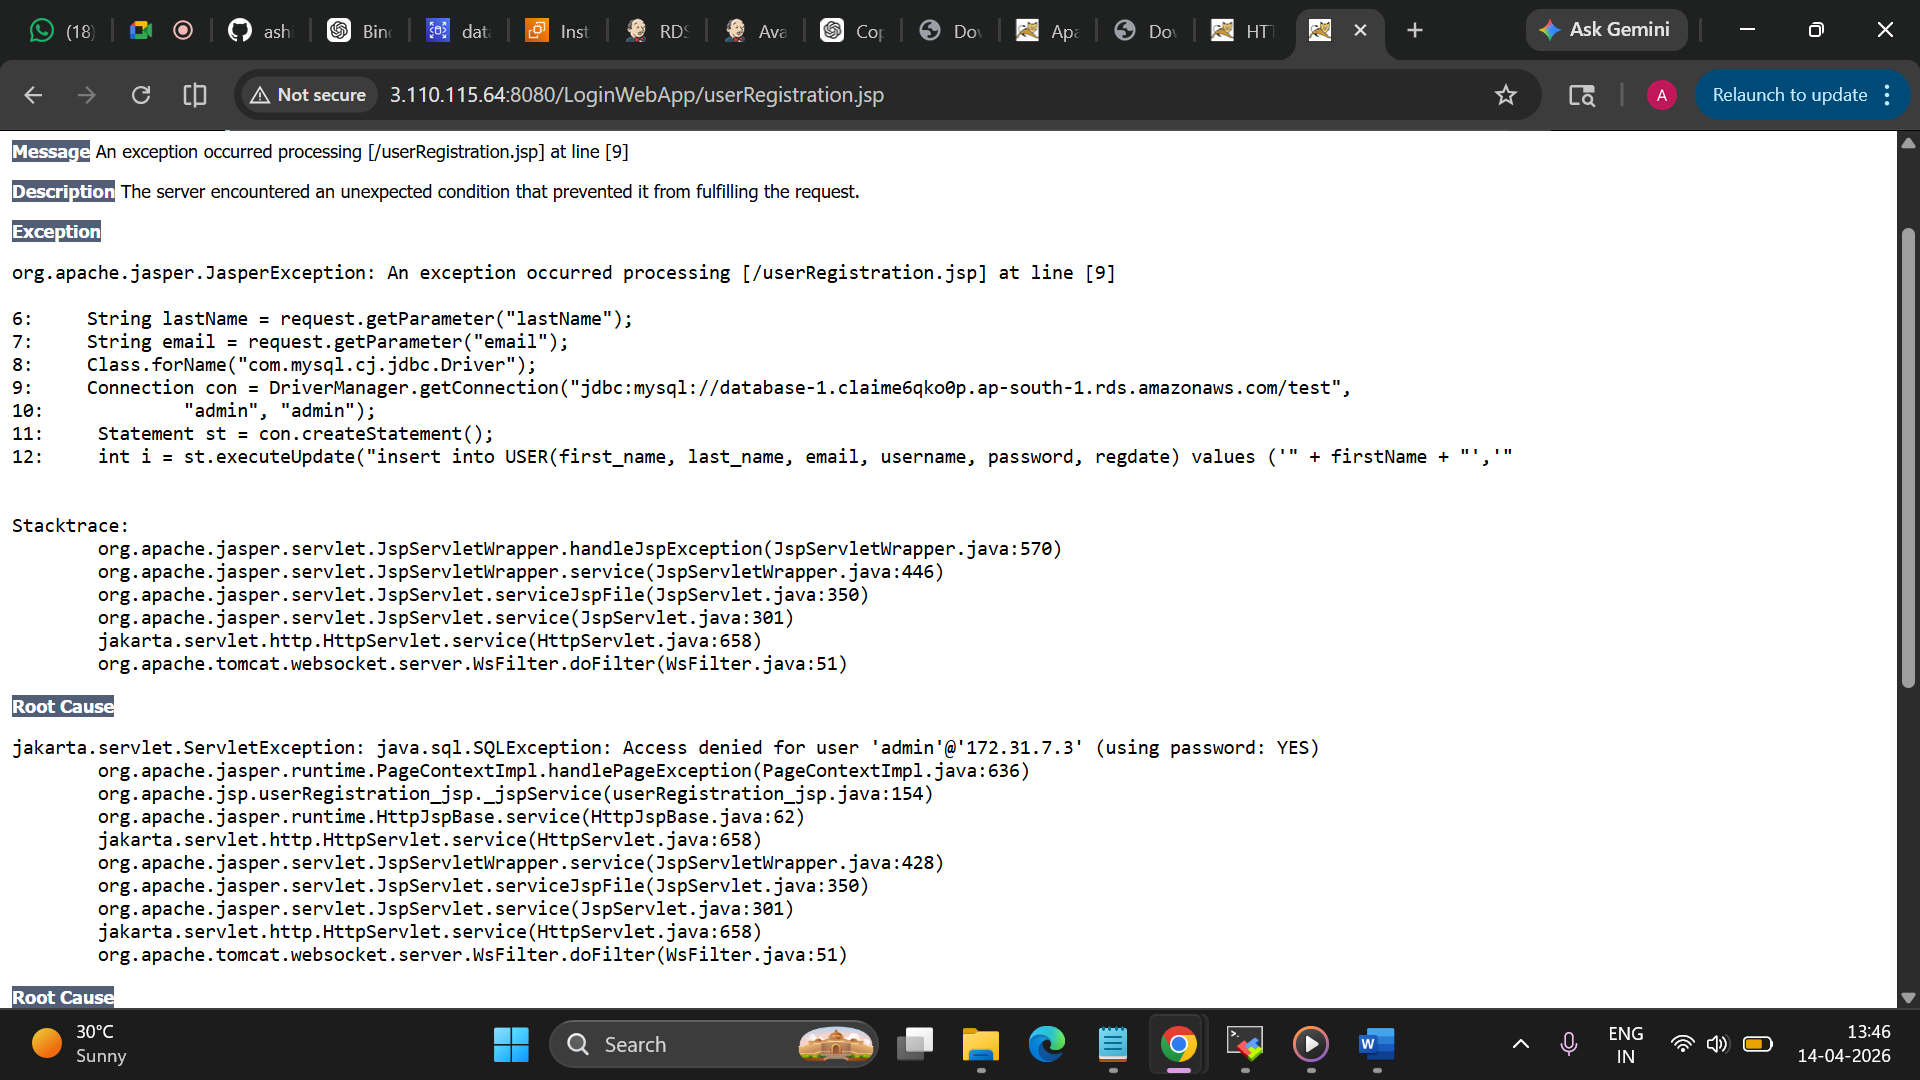 (18)
ashi
Bin
data
Inst
RDS
Ava
Cop
Dov
Apa
Dov
HTT
Ask Gemini
Not secure
3.110.115.64:8080/LoginWebApp/userRegistration.jsp
A
Relaunch to update
Message An exception occurred processing [/userRegistration.jsp] at line [9]
Description The server encountered an unexpected condition that prevented it from fulfilling the request.
Exception
org.apache.jasper.JasperException: An exception occurred processing [/userRegistration.jsp] at line [9]
6:     String lastName = request.getParameter("lastName");
7:     String email = request.getParameter("email");
8:     Class.forName("com.mysql.cj.jdbc.Driver");
9:     Connection con = DriverManager.getConnection("jdbc:mysql://database-1.claime6qko0p.ap-south-1.rds.amazonaws.com/test",
10:             "admin", "admin");
11:     Statement st = con.createStatement();
12:     int i = st.executeUpdate("insert into USER(first_name, last_name, email, username, password, regdate) values ('" + firstName + "','"
Stacktrace:
org.apache.jasper.servlet.JspServletWrapper.handleJspException(JspServletWrapper.java:570)
org.apache.jasper.servlet.JspServletWrapper.service(JspServletWrapper.java:446)
org.apache.jasper.servlet.JspServlet.serviceJspFile(JspServlet.java:350)
org.apache.jasper.servlet.JspServlet.service(JspServlet.java:301)
jakarta.servlet.http.HttpServlet.service(HttpServlet.java:658)
org.apache.tomcat.websocket.server.WsFilter.doFilter(WsFilter.java:51)
Root Cause
jakarta.servlet.ServletException: java.sql.SQLException: Access denied for user 'admin'@'172.31.7.3' (using password: YES)
org.apache.jasper.runtime.PageContextImpl.handlePageException(PageContextImpl.java:636)
org.apache.jsp.userRegistration_jsp._jspService(userRegistration_jsp.java:154)
org.apache.jasper.runtime.HttpJspBase.service(HttpJspBase.java:62)
jakarta.servlet.http.HttpServlet.service(HttpServlet.java:658)
org.apache.jasper.servlet.JspServletWrapper.service(JspServletWrapper.java:428)
org.apache.jasper.servlet.JspServlet.serviceJspFile(JspServlet.java:350)
org.apache.jasper.servlet.JspServlet.service(JspServlet.java:301)
jakarta.servlet.http.HttpServlet.service(HttpServlet.java:658)
org.apache.tomcat.websocket.server.WsFilter.doFilter(WsFilter.java:51)
Root Cause
30°C
Sunny
Search
ENG
IN
13:46
14-04-2026